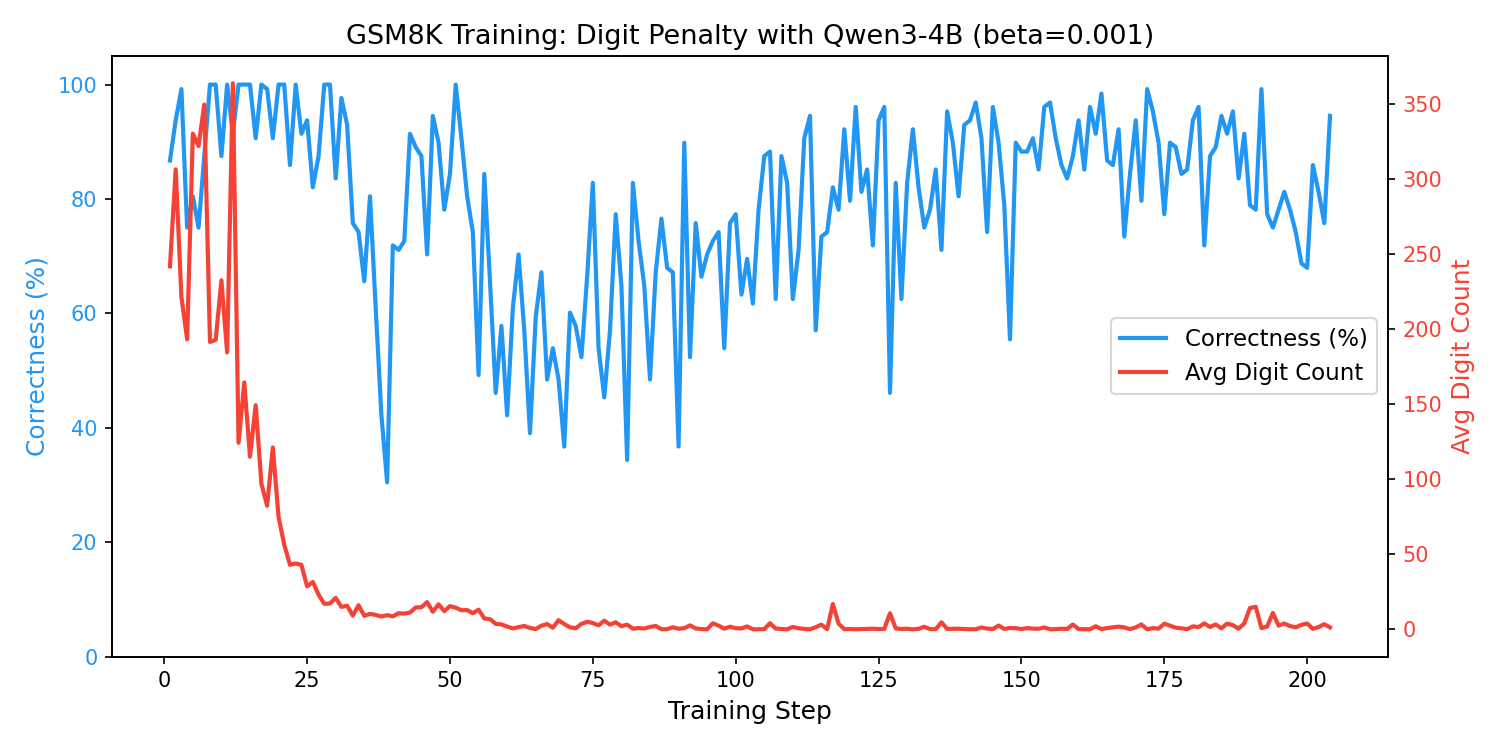 GSM8K Training: Digit Penalty with Qwen3-4B (beta=0.001)
Correctness (%)
100
80
60
40
20
0
350
300
250
200
150
100
50
0
Avg Digit Count
Correctness (%)
Avg Digit Count
0 25 50 75 100 125 150 175 200
Training Step